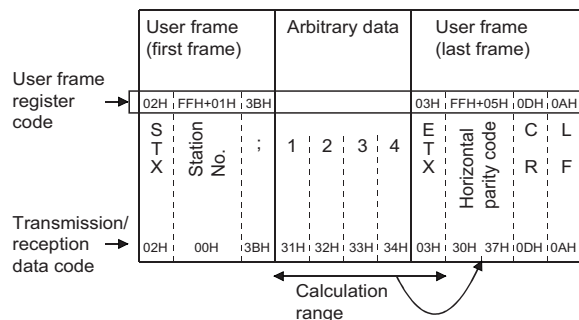 User frame
(first frame)
Arbitrary data
User frame
(last frame)
User frame
register
code
02H FFH+01H 3BH 03H FFH+05H 0DH 0AH
STX
Station
No.
;
1 2 3 4
ETX
Horizontal
parity code
CR
LF
Transmission/
reception
data code
02H 00H 3BH 31H 32H 33H 34H 03H 30H 37H 0DH 0AH
Calculation
range